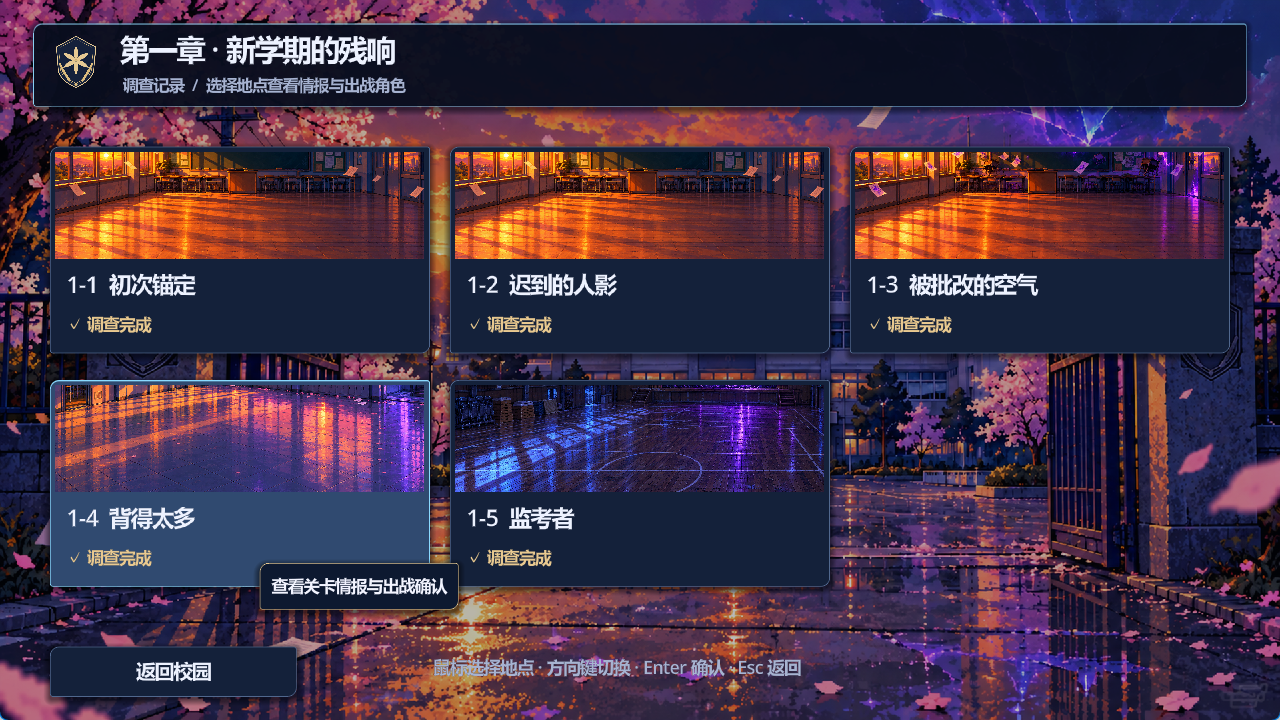 第一章 · 新学期的残响
调查记录 / 选择地点查看情报与出战角色
1-1 初次锚定
✓ 调查完成
1-2 迟到的人影
✓ 调查完成
1-3 被批改的空气
✓ 调查完成
1-4 背得太多
✓ 调查完成
1-5 监考者
✓ 调查完成
查看关卡情报与出战确认
返回校园
鼠标选择地点 · 方向键切换 · Enter 确认 · Esc 返回